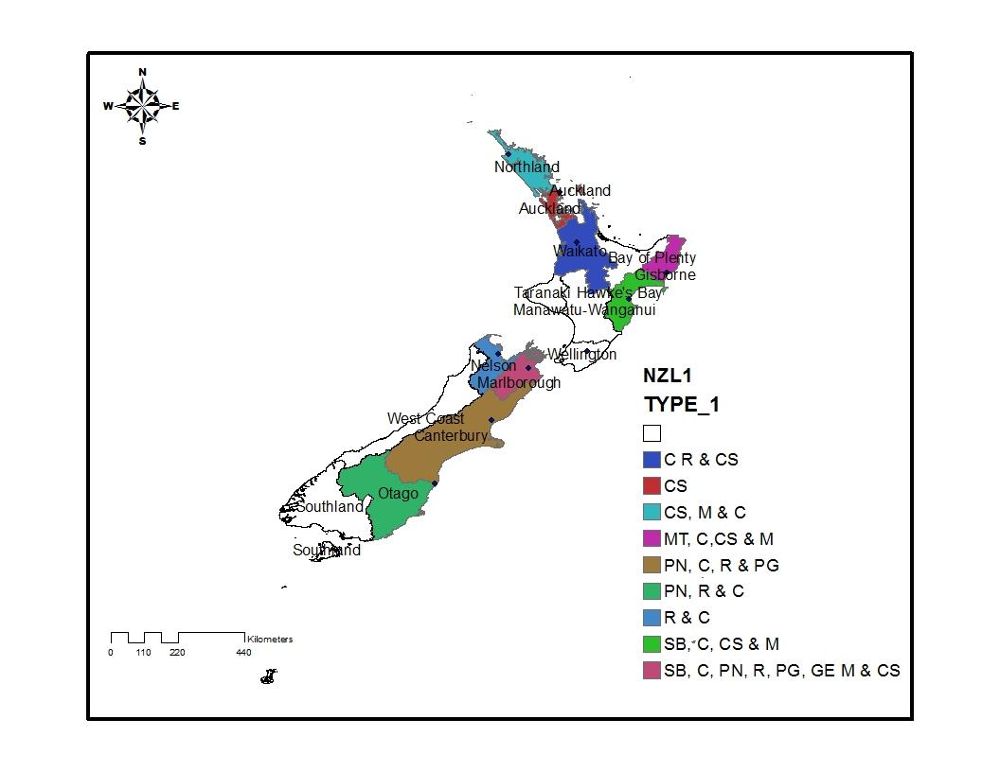 N
W E
S
Northland
Auckland
Auckland
Waikato
Bay of Plenty
Gisborne
Taranaki Hawke's Bay
Manawatu-Wanganui
Wellington
Nelson
Marlborough
West Coast
Canterbury
Otago
Southland
Southland
NZL1
TYPE_1
C R & CS
CS
CS, M & C
MT, C,CS & M
PN, C, R & PG
PN, R & C
R & C
SB, C, CS & M
SB, C, PN, R, PG, GE M & CS
Kilometers
0 110 220 440